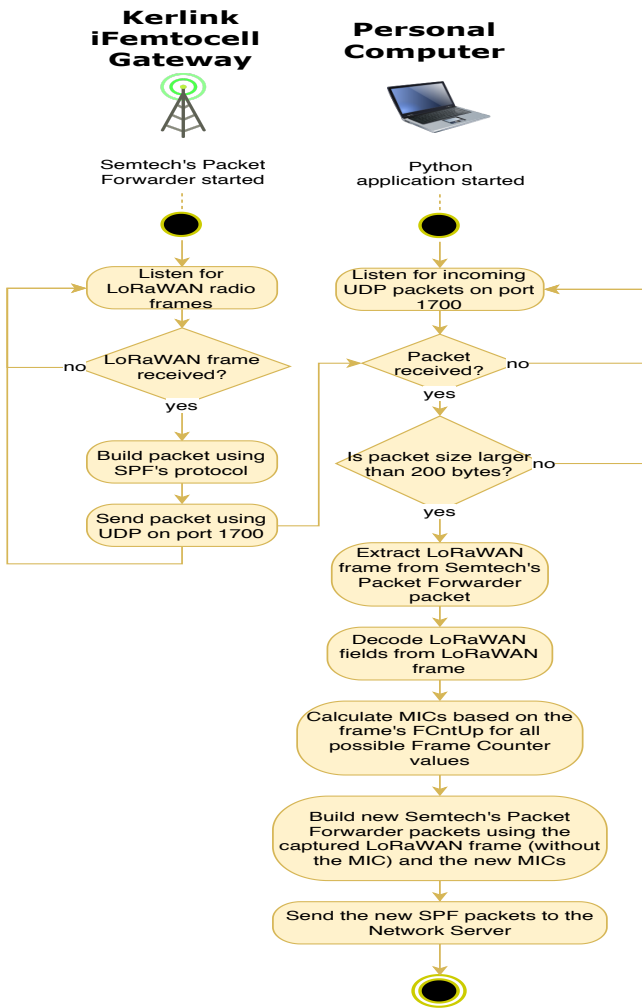 Kerlink
iFemtocell
Gateway
Semtech's Packet
Forwarder started
Listen for
LoRaWAN radio
frames
LoRaWAN frame
received?
no
yes
Build packet using
SPF's protocol
Send packet using
UDP on port 1700
Personal
Computer
Python
application started
Listen for incoming
UDP packets on port
1700
Packet
received?
no
yes
Is packet size larger
than 200 bytes?
no
yes
Extract LoRaWAN
frame from Semtech's
Packet Forwarder
packet
Decode LoRaWAN
fields from LoRaWAN
frame
Calculate MICs based on the
frame's FCntUp for all
possible Frame Counter
values
Build new Semtech's Packet
Forwarder packets using the
captured LoRaWAN frame (without
the MIC) and the new MICs
Send the new SPF packets to the
Network Server